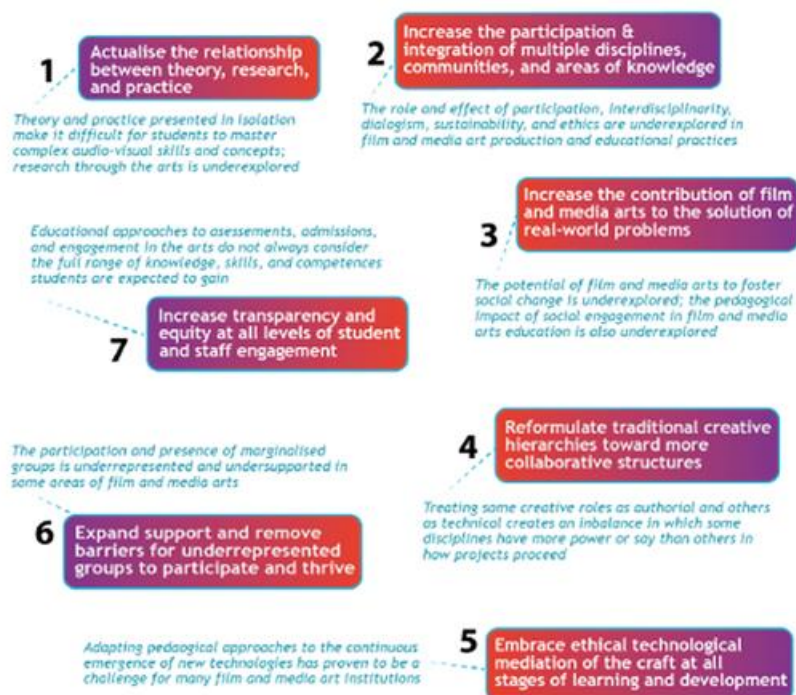 1
Actualise the relationship
between theory, research,
and practice
Theory and practice presented in isolation
make it difficult for students to master
complex audio-visual skills and concepts;
research through the arts is underexplored
2
Increase the participation &
integration of multiple disciplines,
communities, and areas of knowledge
The role and effect of participation, interdisciplinarity,
dialogism, sustainability, and ethics are underexplored in
film and media art production and educational practices
3
Increase the contribution of film
and media arts to the solution of
real-world problems
The potential of film and media arts to foster
social change is underexplored; the pedagogical
impact of social engagement in film and media
arts education is also underexplored
4
Reformulate traditional creative
hierarchies toward more
collaborative structures
Treating some creative roles as authorial and others
as technical creates an inbalance in which some
disciplines have more power or say than others in
how projects proceed
5
Embrace ethical technological
mediation of the craft at all
stages of learning and development
Adapting pedaogical approaches to the continuous
emergence of new technologies has proven to be a
challenge for many film and media art institutions
6
Expand support and remove
barriers for underrepresented
groups to participate and thrive
The participation and presence of marginalised
groups is underrepresented and undersupported in
some areas of film and media arts
7
Increase transparency and
equity at all levels of student
and staff engagement
Educational approaches to asessments, admissions,
and engagement in the arts do not always consider
the full range of knowledge, skills, and competences
students are expected to gain